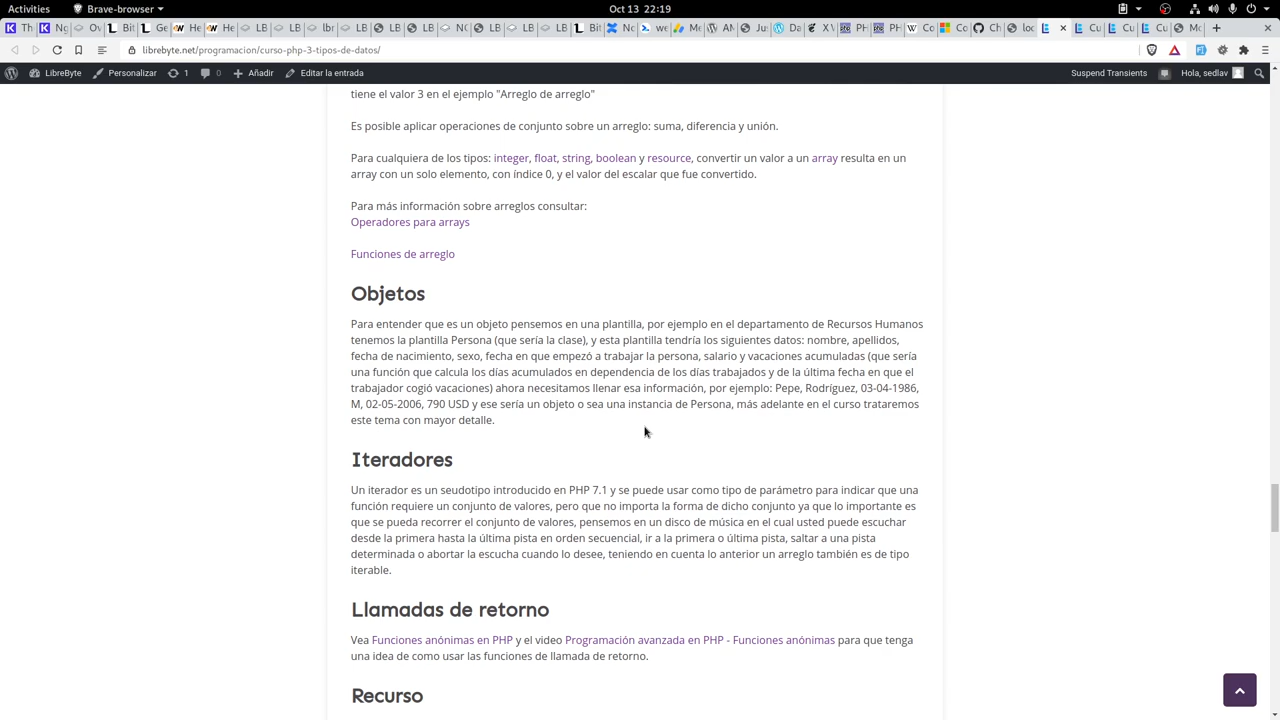 Activities
Brave-browser
Oct 13 22:19
librebyte.net/programacion/curso-php-3-tipos-de-datos/
LibreByte
Personalizar
1
0
Añadir
Editar la entrada
Suspend Transients
Hola, sedlav
tiene el valor 3 en el ejemplo "Arreglo de arreglo"
Es posible aplicar operaciones de conjunto sobre un arreglo: suma, diferencia y unión.
Para cualquiera de los tipos: integer, float, string, boolean y resource, convertir un valor a un array resulta en un
array con un solo elemento, con índice 0, y el valor del escalar que fue convertido.
Para más información sobre arreglos consultar:
Operadores para arrays
Funciones de arreglo
Objetos
Para entender que es un objeto pensemos en una plantilla, por ejemplo en el departamento de Recursos Humanos
tenemos la plantilla Persona (que sería la clase), y esta plantilla tendría los siguientes datos: nombre, apellidos,
fecha de nacimiento, sexo, fecha en que empezó a trabajar la persona, salario y vacaciones acumuladas (que sería
una función que calcula los días acumulados en dependencia de los días trabajados y de la última fecha en que el
trabajador cogió vacaciones) ahora necesitamos llenar esa información, por ejemplo: Pepe, Rodríguez, 03-04-1986,
M, 02-05-2006, 790 USD y ese sería un objeto o sea una instancia de Persona, más adelante en el curso trataremos
este tema con mayor detalle.
Iteradores
Un iterador es un seudotipo introducido en PHP 7.1 y se puede usar como tipo de parámetro para indicar que una
función requiere un conjunto de valores, pero que no importa la forma de dicho conjunto ya que lo importante es
que se pueda recorrer el conjunto de valores, pensemos en un disco de música en el cual usted puede escuchar
desde la primera hasta la última pista en orden secuencial, ir a la primera o última pista, saltar a una pista
determinada o abortar la escucha cuando lo desee, teniendo en cuenta lo anterior un arreglo también es de tipo
iterable.
Llamadas de retorno
Vea Funciones anónimas en PHP y el video Programación avanzada en PHP - Funciones anónimas para que tenga
una idea de como usar las funciones de llamada de retorno.
Recurso